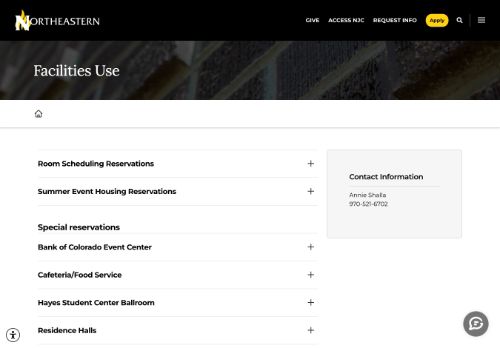 NORTHEASTERN
GIVE ACCESS NJC REQUEST INFO Apply
Facilities Use
Room Scheduling Reservations
Summer Event Housing Reservations
Special reservations
Bank of Colorado Event Center
Cafeteria/Food Service
Hayes Student Center Ballroom
Residence Halls
Contact Information
Annie Shalla
970-521-6702